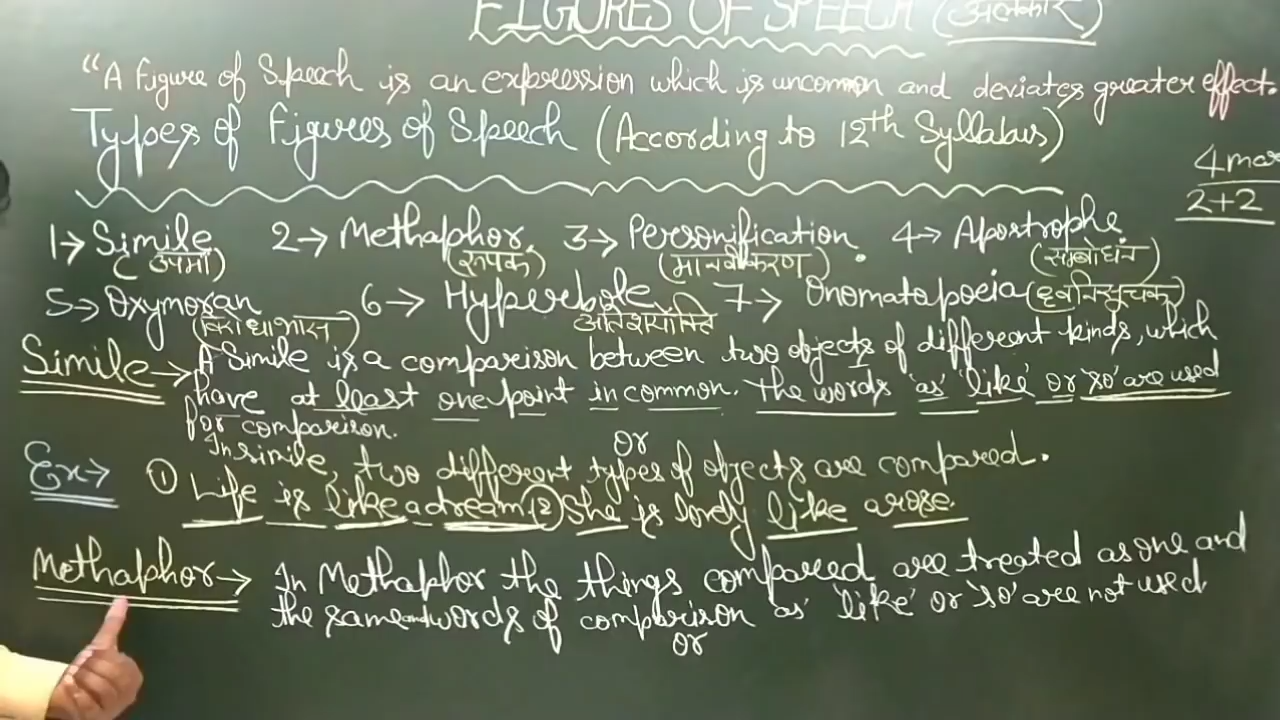 FIGURES OF SPEECH (अलंकार)
"A Figure of Speech is an expression which is uncommon and deviates greater effect.
Types of Figures of Speech (According to 12th Syllabus)
4 mar
2+2
1→ Simile 2→ Methaphor 3→ Personification 4→ Apostrophe
(उपमा) (रूपक) (मानवीकरण) (सम्बोधन)
5→ Oxymoran 6→ Hyperbole 7→ Onomatopoeia (ध्वनिसूचक)
अतिशयोक्ति
Simile→ A Simile is a comparison between two objects of different kinds, which
have at least one point in common. The words 'as' 'like' or 'so' are used
for comparison.
Or
In simile, two different types of objects are compared.
Ex→ ① Life is like a dream. ② She is lovely like a rose.
Methaphor→ In Methaphor the things compared are treated as one and
the same and words of comparison 'as' 'like' or 'so' are not used
or